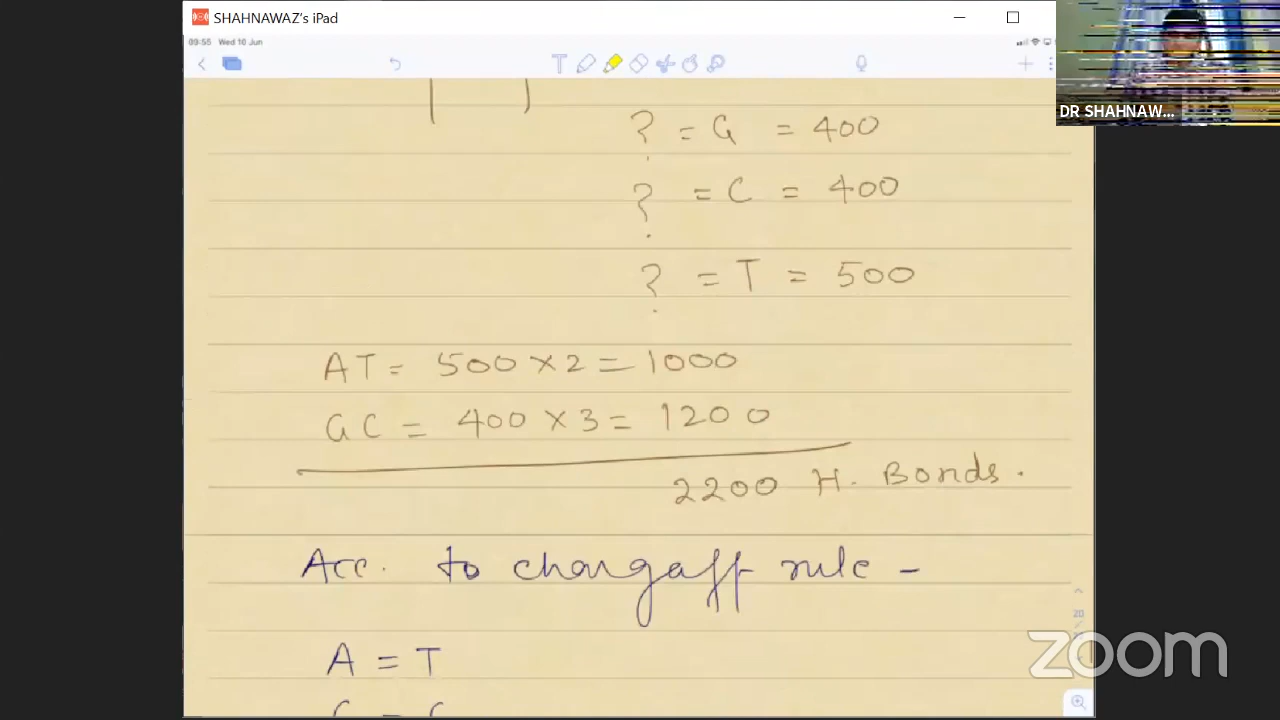 SHAHNAWAZ's iPad
09:55 Wed 10 Jun
DR SHAHNAW...
? = G = 400
? = C = 400
? = T = 500
AT = 500 × 2 = 1000
GC = 400 × 3 = 1200
2200 H. Bonds.
Acc. to chargaff rule -
A = T
zoom